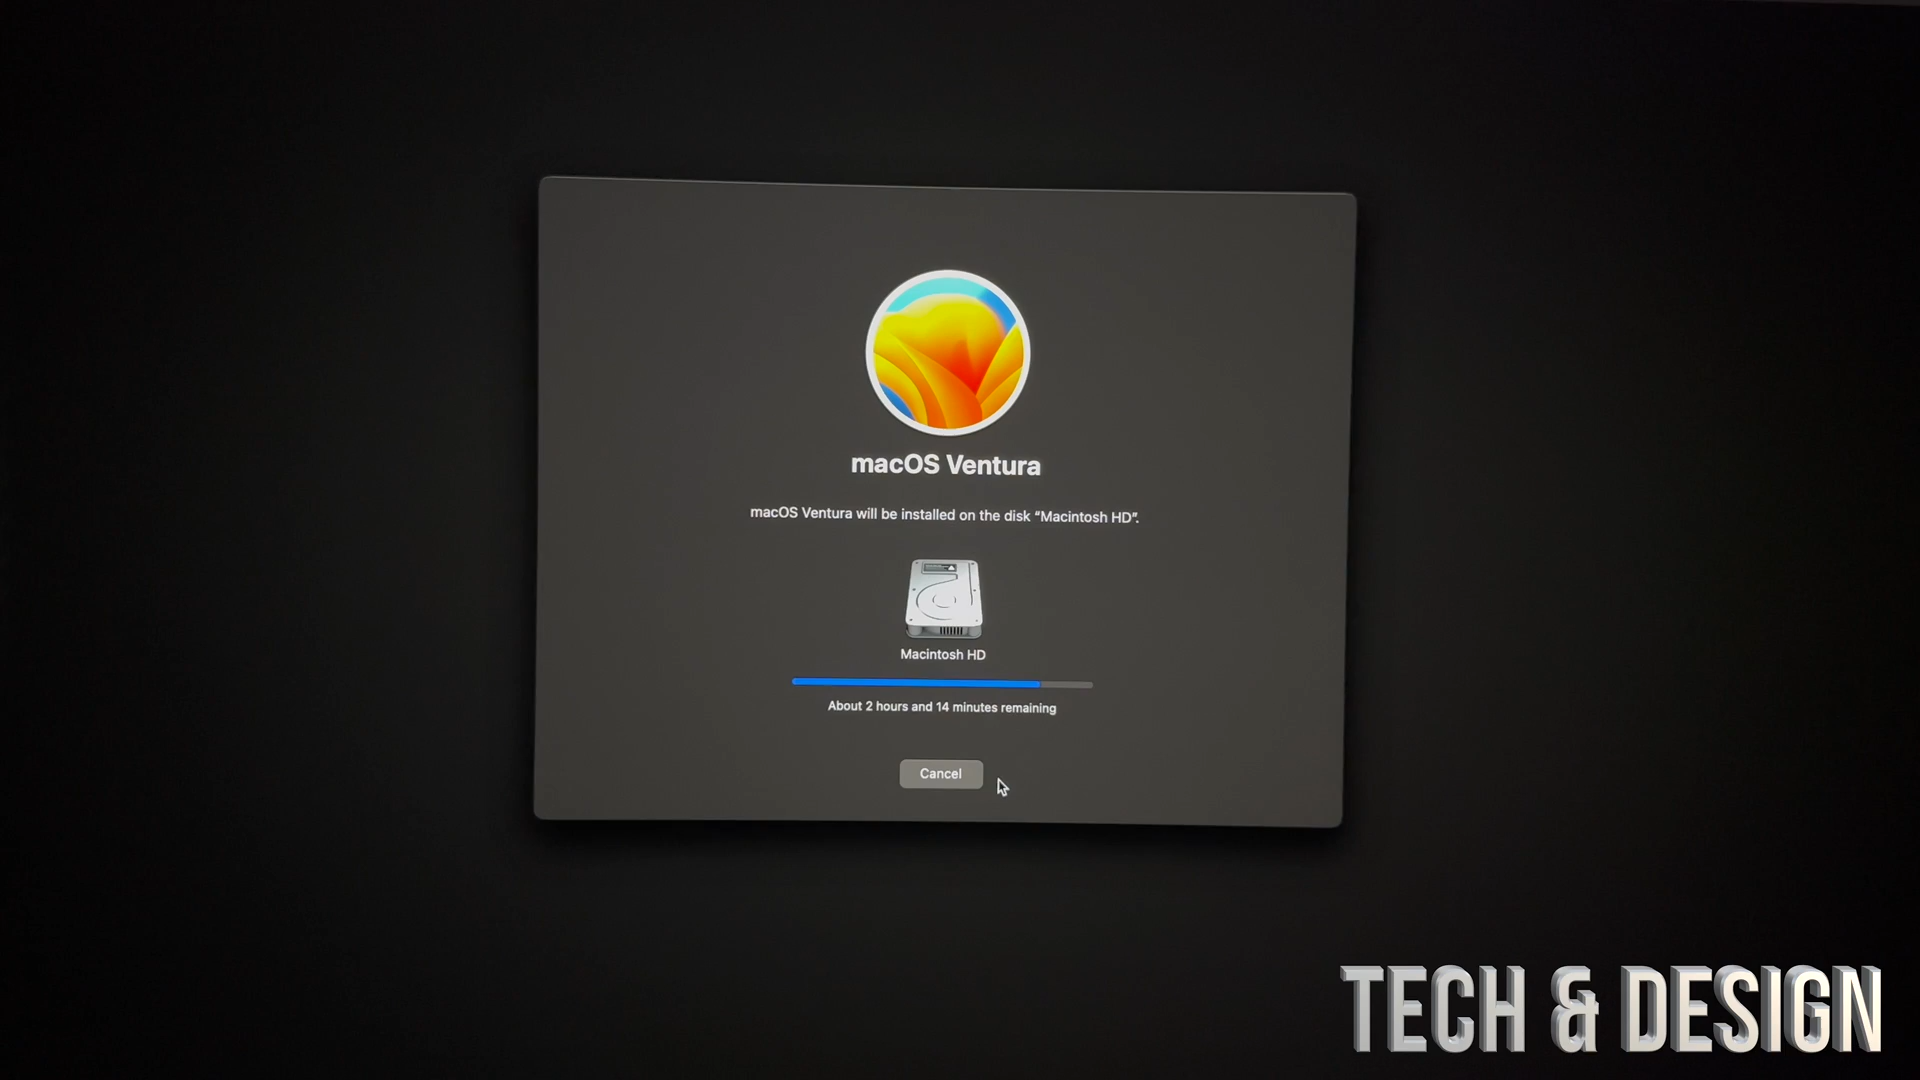 macOS Ventura
macOS Ventura will be installed on the disk “Macintosh HD”.
Macintosh HD
About 2 hours and 14 minutes remaining
Cancel
TECH & DESIGN